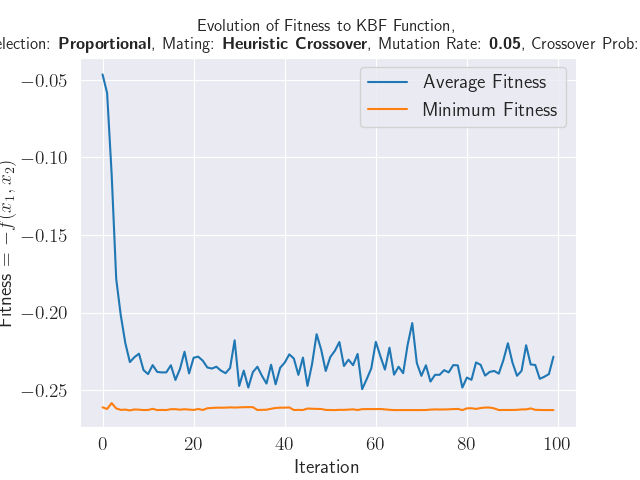 Evolution of Fitness to KBF Function,
election: Proportional, Mating: Heuristic Crossover, Mutation Rate: 0.05, Crossover Prob:
Average Fitness
Minimum Fitness
Fitness = −f(x₁, x₂)
−0.05
−0.10
−0.15
−0.20
−0.25
0 20 40 60 80 100
Iteration